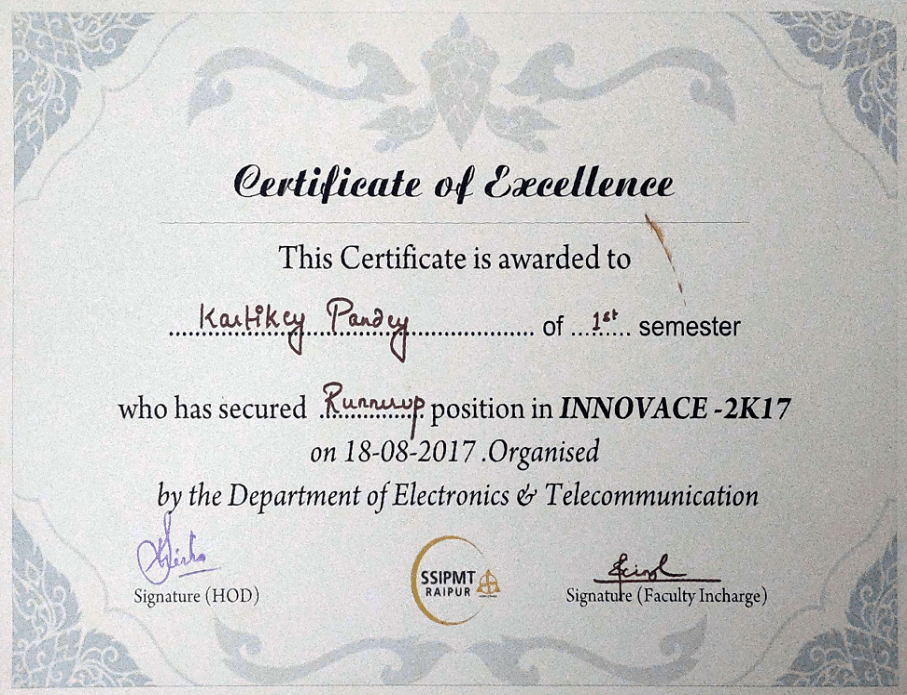 Certificate of Excellence
This Certificate is awarded to
Kartikey Pandey of 1st semester
who has secured Runnerup position in INNOVACE -2K17
on 18-08-2017 .Organised
by the Department of Electronics & Telecommunication
SSIPMT
RAIPUR
Signature (HOD)
Signature (Faculty Incharge)